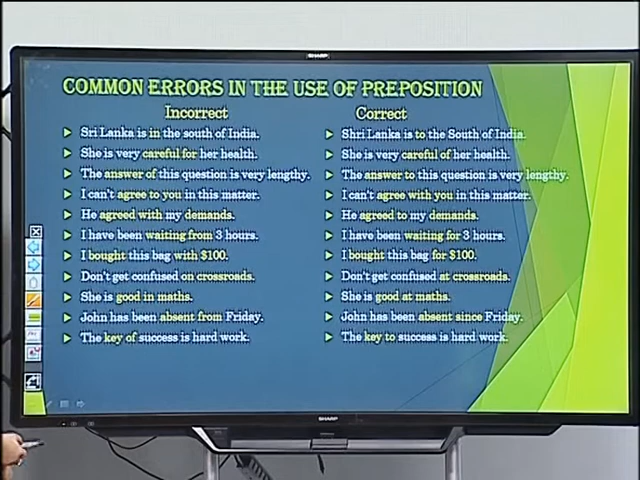 SHARP
COMMON ERRORS IN THE USE OF PREPOSITION
Incorrect Correct
Sri Lanka is in the south of India. Shri Lanka is to the South of India.
She is very careful for her health. She is very careful of her health.
The answer of this question is very lengthy. The answer to this question is very lengthy.
I can't agree to you in this matter. I can't agree with you in this matter.
He agreed with my demands. He agreed to my demands.
I have been waiting from 3 hours. I have been waiting for 3 hours.
I bought this bag with $100. I bought this bag for $100.
Don't get confused on crossroads. Don't get confused at crossroads.
She is good in maths. She is good at maths.
John has been absent from Friday. John has been absent since Friday.
The key of success is hard work. The key to success is hard work.
SHARP